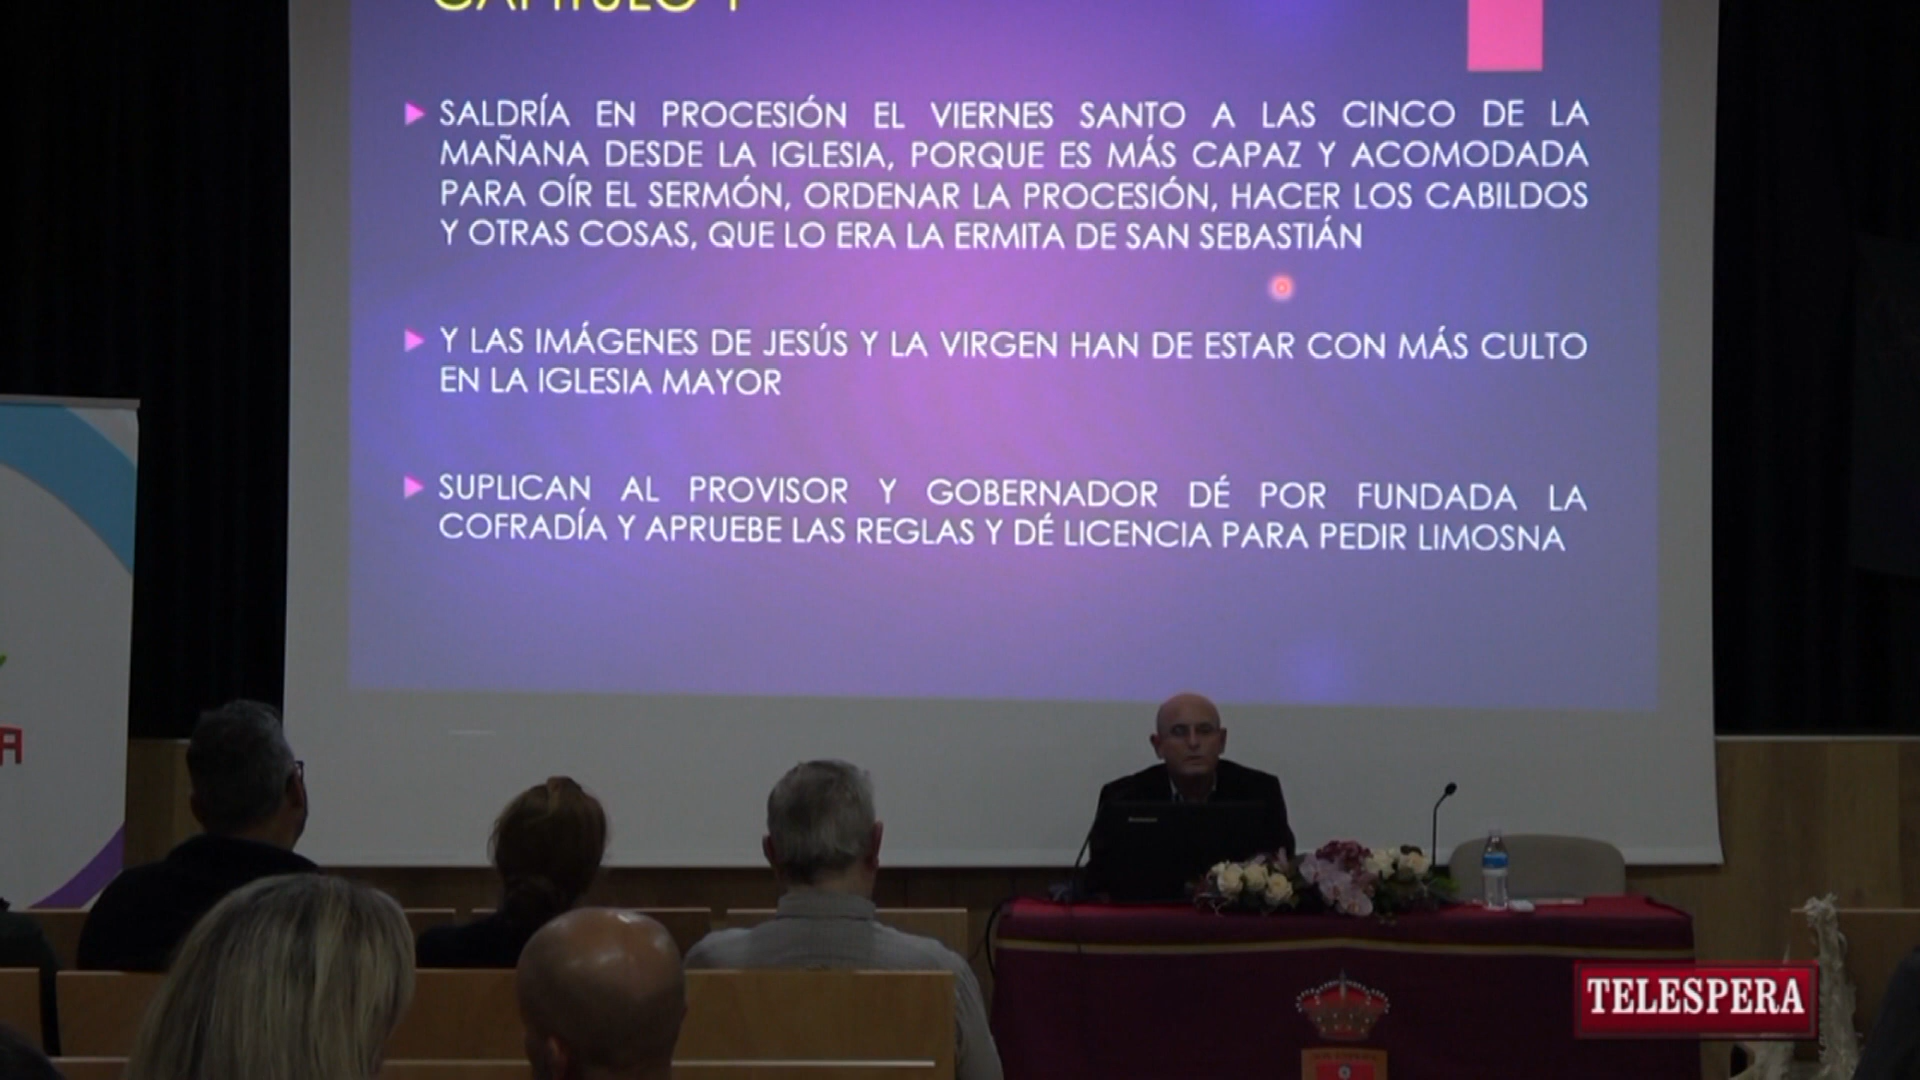 CAPÍTULO 1
SALDRÍA EN PROCESIÓN EL VIERNES SANTO A LAS CINCO DE LA
MAÑANA DESDE LA IGLESIA, PORQUE ES MÁS CAPAZ Y ACOMODADA
PARA OÍR EL SERMÓN, ORDENAR LA PROCESIÓN, HACER LOS CABILDOS
Y OTRAS COSAS, QUE LO ERA LA ERMITA DE SAN SEBASTIÁN
Y LAS IMÁGENES DE JESÚS Y LA VIRGEN HAN DE ESTAR CON MÁS CULTO
EN LA IGLESIA MAYOR
SUPLICAN AL PROVISOR Y GOBERNADOR DÉ POR FUNDADA LA
COFRADÍA Y APRUEBE LAS REGLAS Y DÉ LICENCIA PARA PEDIR LIMOSNA
TELESPERA